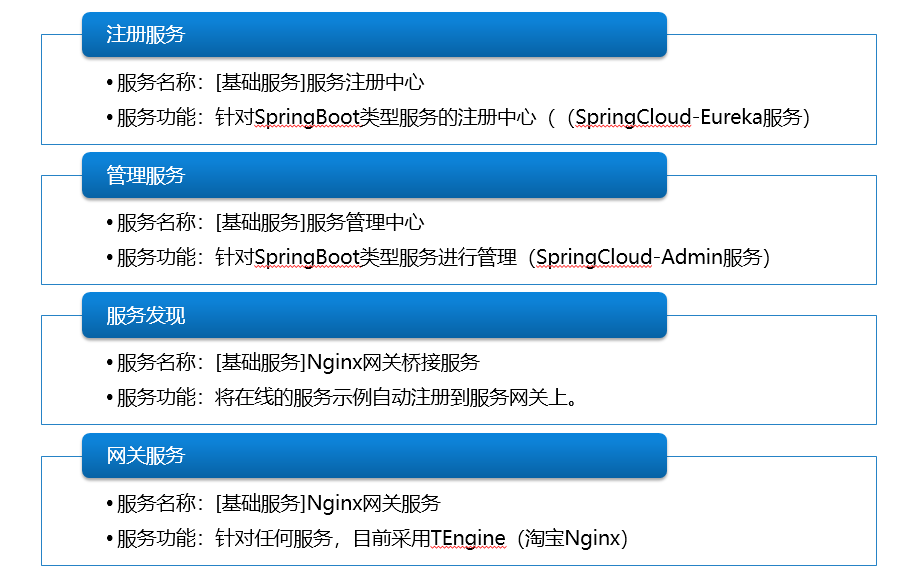 注册服务
•服务名称：[基础服务]服务注册中心
•服务功能：针对SpringBoot类型服务的注册中心（（SpringCloud-Eureka服务）
管理服务
•服务名称：[基础服务]服务管理中心
•服务功能：针对SpringBoot类型服务进行管理（SpringCloud-Admin服务）
服务发现
•服务名称：[基础服务]Nginx网关桥接服务
•服务功能：将在线的服务示例自动注册到服务网关上。
网关服务
•服务名称：[基础服务]Nginx网关服务
•服务功能：针对任何服务，目前采用TEngine（淘宝Nginx）